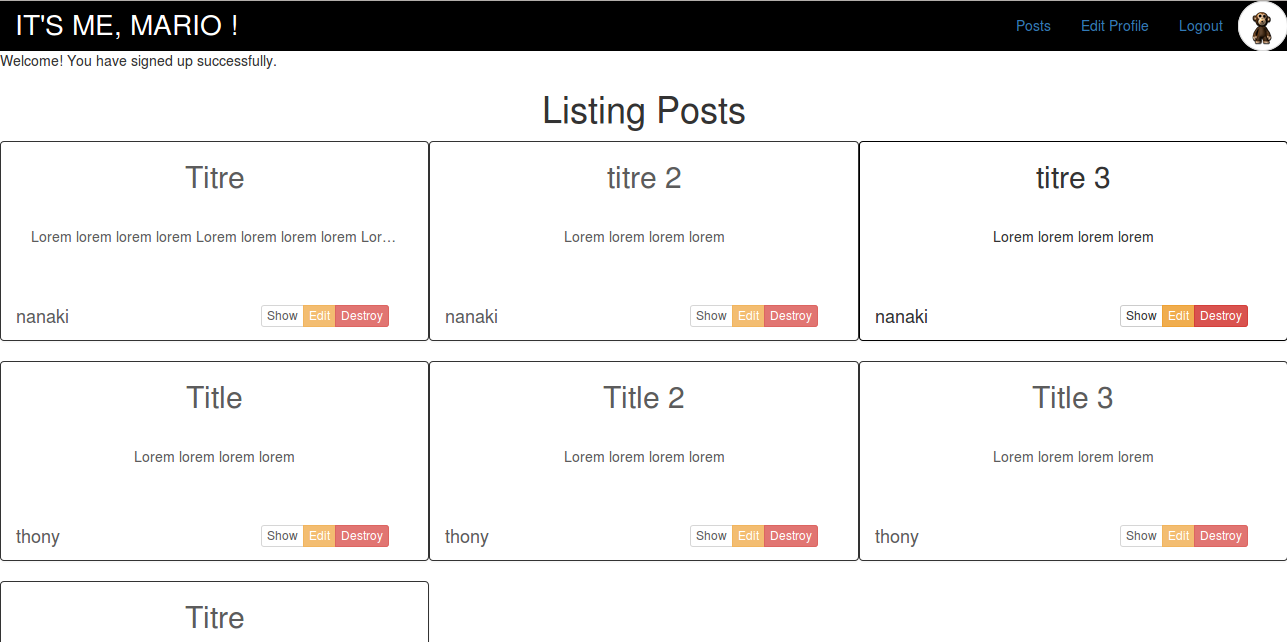 IT'S ME, MARIO !
Posts Edit Profile Logout
Welcome! You have signed up successfully.
Listing Posts
Titre
Lorem lorem lorem lorem Lorem lorem lorem lorem Lor…
nanaki Show Edit Destroy
titre 2
Lorem lorem lorem lorem
nanaki Show Edit Destroy
titre 3
Lorem lorem lorem lorem
nanaki Show Edit Destroy
Title
Lorem lorem lorem lorem
thony Show Edit Destroy
Title 2
Lorem lorem lorem lorem
thony Show Edit Destroy
Title 3
Lorem lorem lorem lorem
thony Show Edit Destroy
Titre